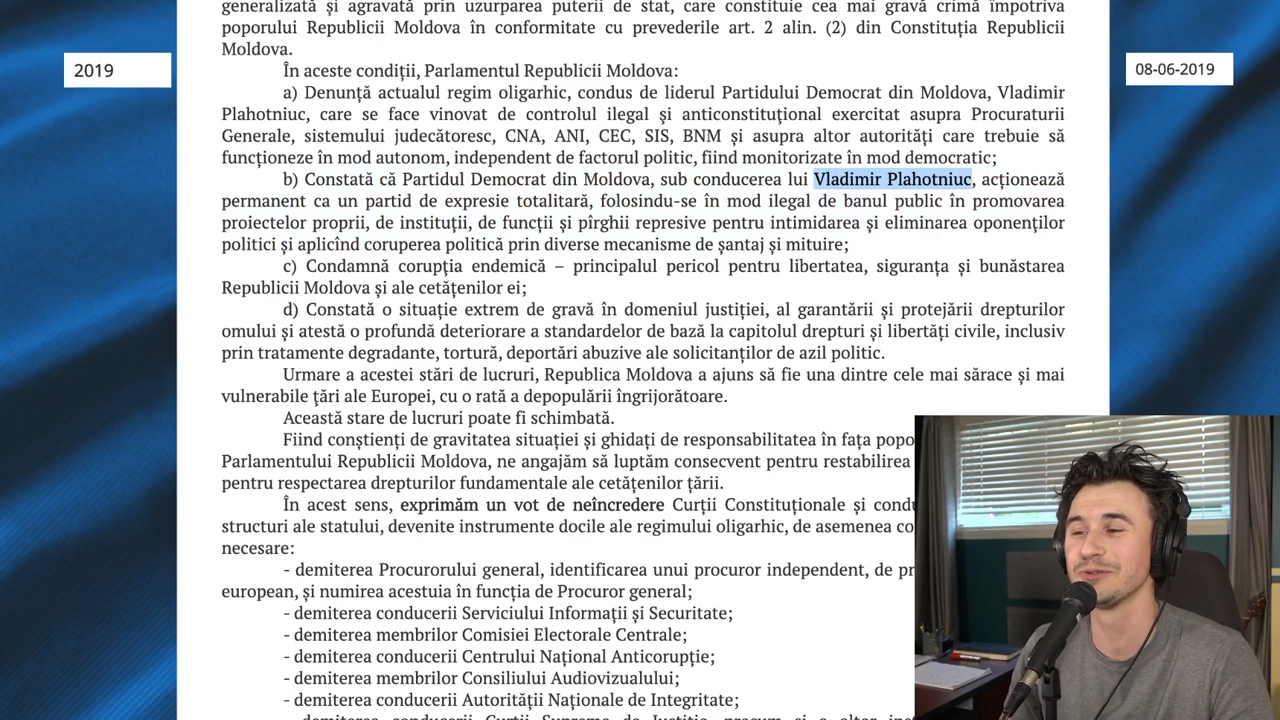 generalizată și agravată prin uzurparea puterii de stat, care constituie cea mai gravă crimă împotriva
poporului Republicii Moldova în conformitate cu prevederile art. 2 alin. (2) din Constituția Republicii
Moldova.
2019
08-06-2019
În aceste condiții, Parlamentul Republicii Moldova:
a) Denunță actualul regim oligarhic, condus de liderul Partidului Democrat din Moldova, Vladimir
Plahotniuc, care se face vinovat de controlul ilegal şi anticonstituţional exercitat asupra Procuraturii
Generale, sistemului judecătoresc, CNA, ANI, CEC, SIS, BNM și asupra altor autorități care trebuie să
funcționeze în mod autonom, independent de factorul politic, fiind monitorizate în mod democratic;
b) Constată că Partidul Democrat din Moldova, sub conducerea lui Vladimir Plahotniuc, acționează
permanent ca un partid de expresie totalitară, folosindu-se în mod ilegal de banul public în promovarea
proiectelor proprii, de instituții, de funcții și pîrghii represive pentru intimidarea și eliminarea oponenților
politici și aplicînd coruperea politică prin diverse mecanisme de șantaj și mituire;
c) Condamnă corupția endemică – principalul pericol pentru libertatea, siguranța și bunăstarea
Republicii Moldova și ale cetățenilor ei;
d) Constată o situație extrem de gravă în domeniul justiției, al garantării și protejării drepturilor
omului și atestă o profundă deteriorare a standardelor de bază la capitolul drepturi și libertăți civile, inclusiv
prin tratamente degradante, tortură, deportări abuzive ale solicitanților de azil politic.
Urmare a acestei stări de lucruri, Republica Moldova a ajuns să fie una dintre cele mai sărace și mai
vulnerabile ţări ale Europei, cu o rată a depopulării îngrijorătoare.
Această stare de lucruri poate fi schimbată.
Fiind conștienți de gravitatea situației și ghidați de responsabilitatea în fața popo
Parlamentului Republicii Moldova, ne angajăm să luptăm consecvent pentru restabilirea
pentru respectarea drepturilor fundamentale ale cetățenilor țării.
În acest sens, exprimăm un vot de neîncredere Curții Constituționale și condu
structuri ale statului, devenite instrumente docile ale regimului oligarhic, de asemenea co
necesare:
- demiterea Procurorului general, identificarea unui procuror independent, de pr
european, și numirea acestuia în funcția de Procuror general;
- demiterea conducerii Serviciului Informații și Securitate;
- demiterea membrilor Comisiei Electorale Centrale;
- demiterea conducerii Centrului Național Anticorupție;
- demiterea membrilor Consiliului Audiovizualului;
- demiterea conducerii Autorității Naționale de Integritate;
- demiterea conducerii Curții Supreme de Justiție, precum și a altor inst